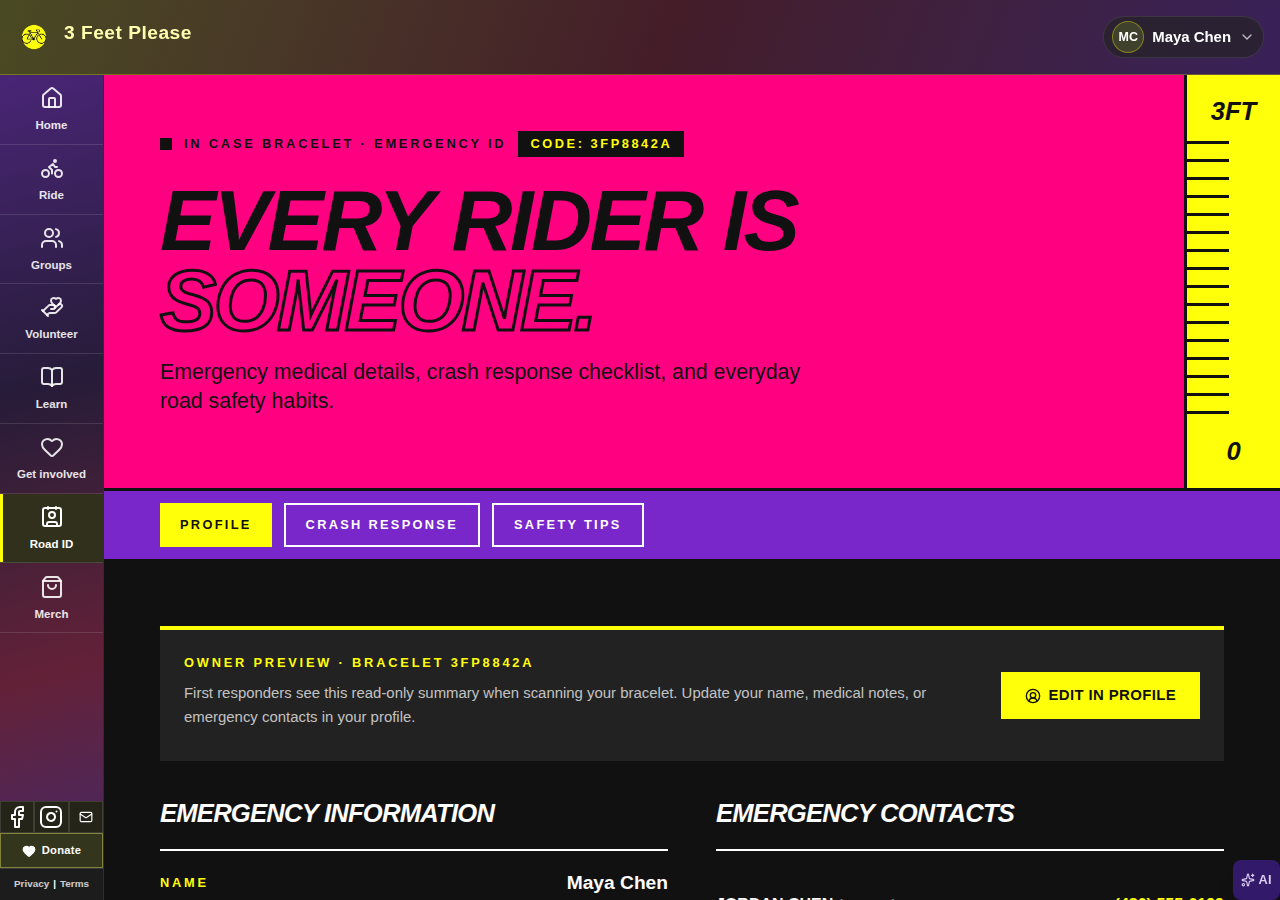 3 Feet Please
MC Maya Chen
Home
Ride
Groups
Volunteer
Learn
Get involved
Road ID
Merch
Donate
Privacy | Terms
IN CASE BRACELET · EMERGENCY ID CODE: 3FP8842A
EVERY RIDER IS
SOMEONE.
Emergency medical details, crash response checklist, and everyday
road safety habits.
3FT
0
PROFILE CRASH RESPONSE SAFETY TIPS
OWNER PREVIEW · BRACELET 3FP8842A
First responders see this read-only summary when scanning your bracelet. Update your name, medical notes, or
emergency contacts in your profile.
EDIT IN PROFILE
EMERGENCY INFORMATION
NAME Maya Chen
EMERGENCY CONTACTS
JORDAN CHEN
AI